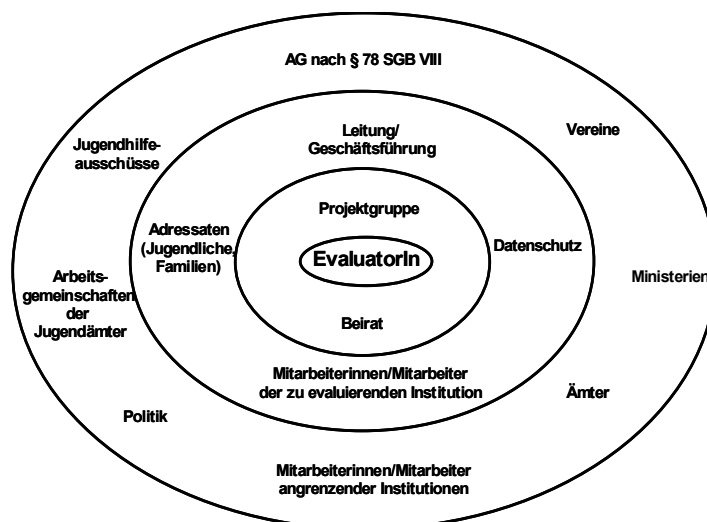 AG nach § 78 SGB VIII
Jugendhilfe-
ausschüsse
Leitung/
Geschäftsführung
Vereine
Projektgruppe
Adressaten
(Jugendliche,
Familien)
EvaluatorIn
Datenschutz
Arbeits-
gemeinschaften
der
Jugendämter
Ministerien
Beirat
Mitarbeiterinnen/Mitarbeiter
der zu evaluierenden Institution
Ämter
Politik
Mitarbeiterinnen/Mitarbeiter
angrenzender Institutionen